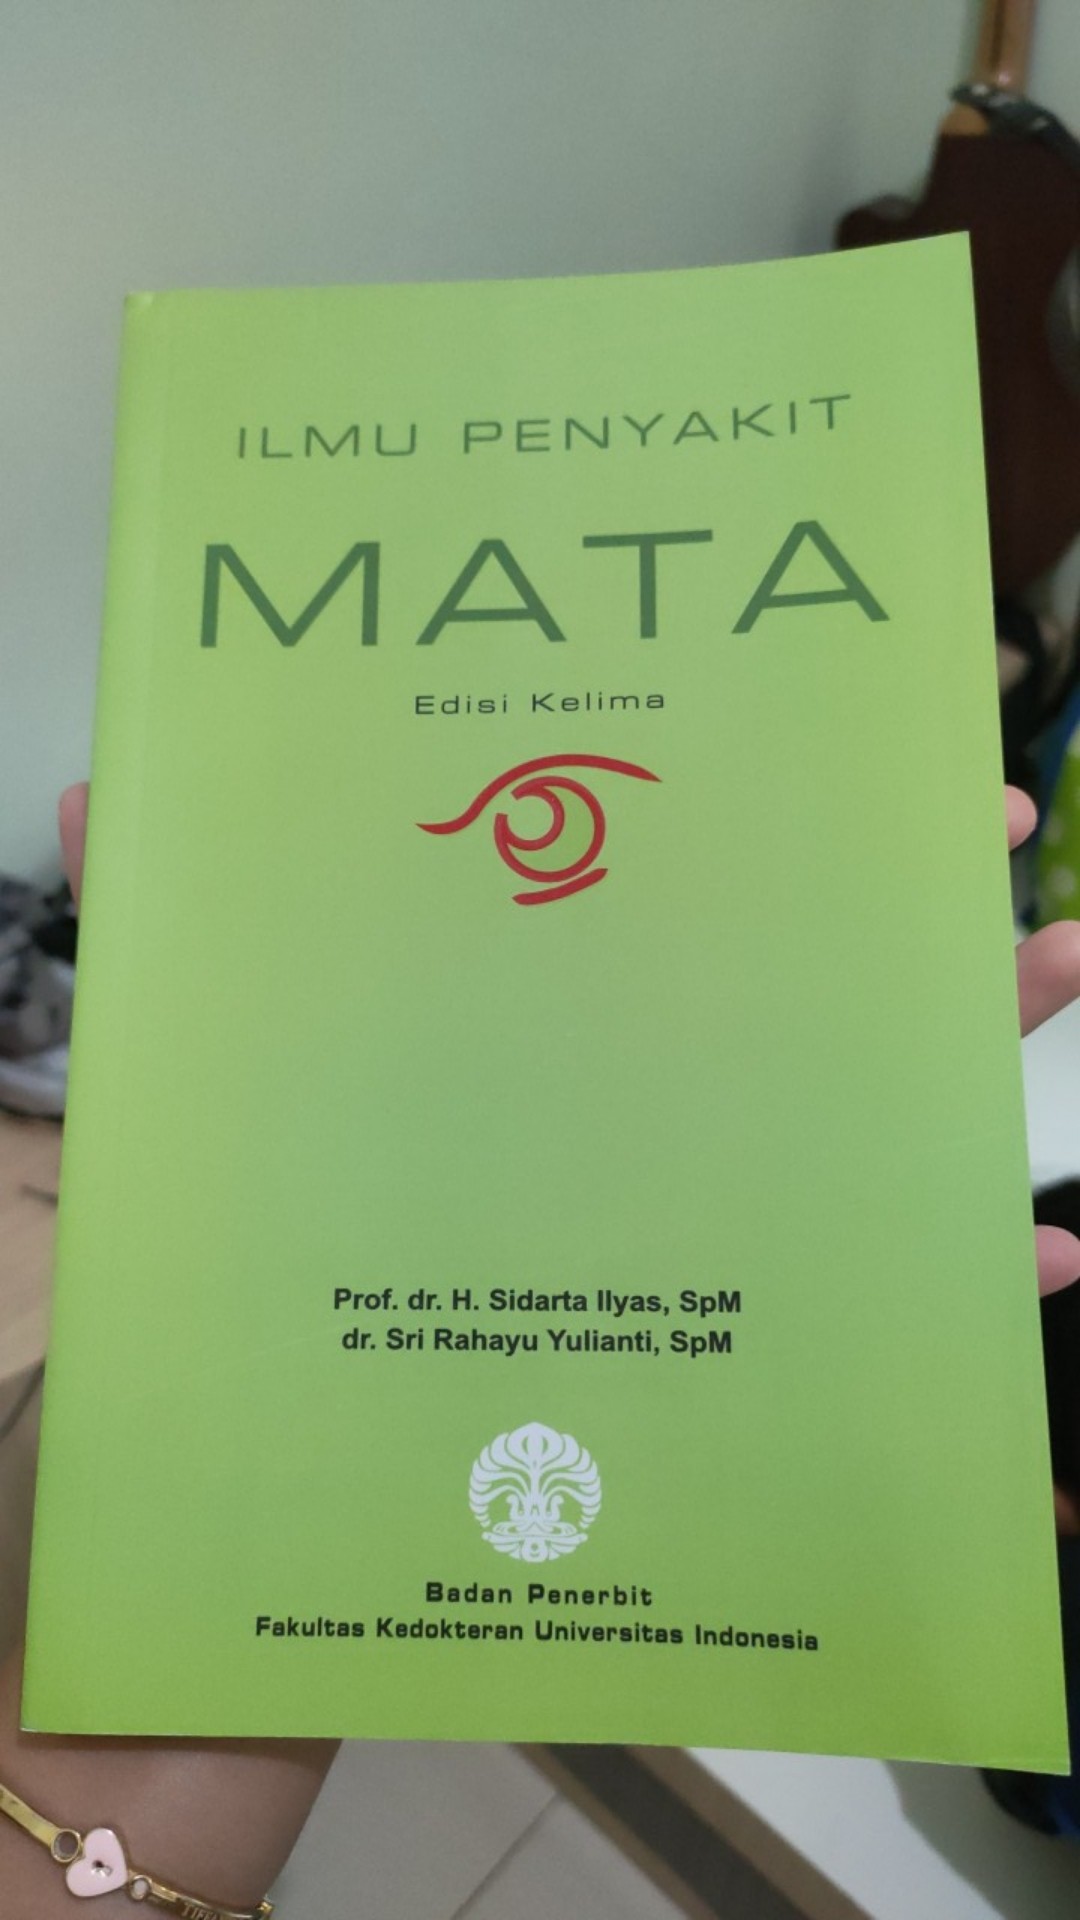 ILMU PENYAKIT
MATA
Edisi Kelima
Prof. dr. H. Sidarta Ilyas, SpM
dr. Sri Rahayu Yulianti, SpM
Badan Penerbit
Fakultas Kedokteran Universitas Indonesia